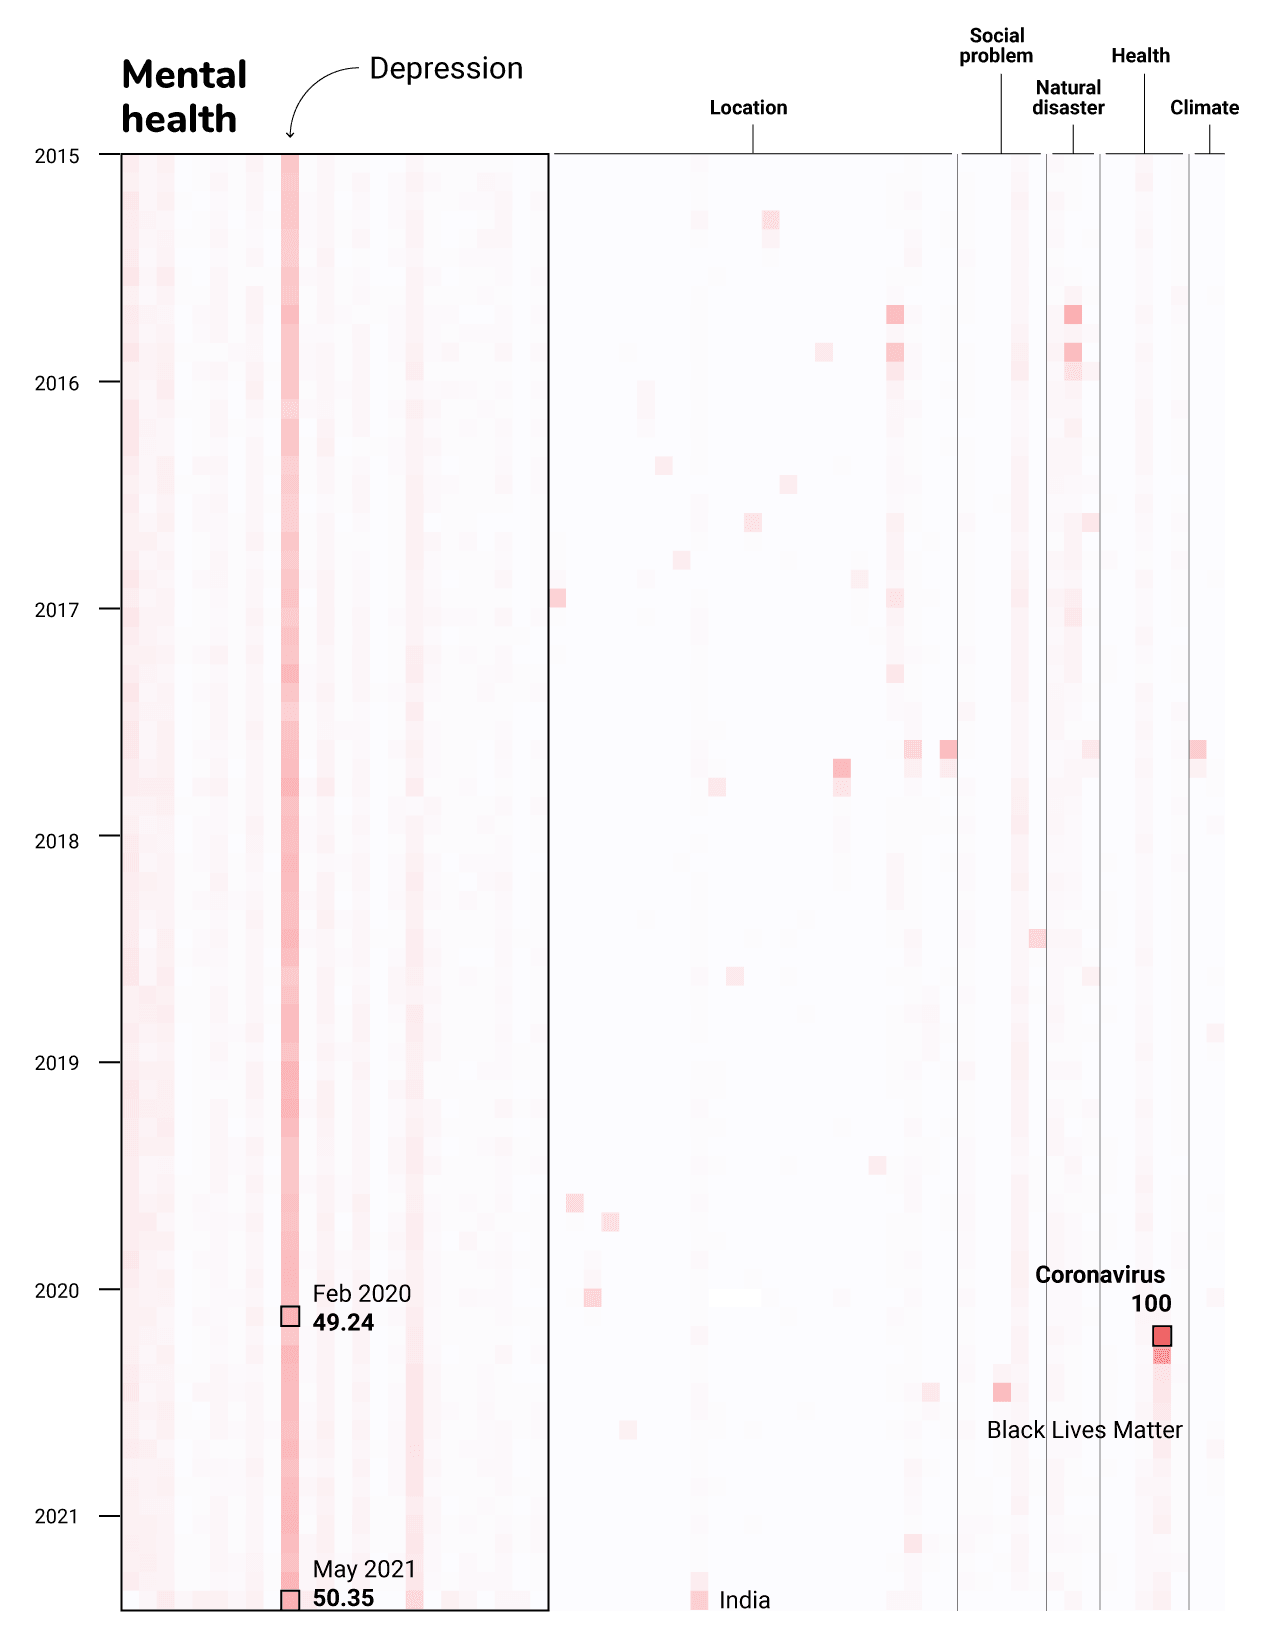 Mental
health
Depression
Location
Social
problem
Natural
disaster
Health
Climate
2015
2016
2017
2018
2019
2020
Feb 2020
49.24
Coronavirus
100
Black Lives Matter
2021
May 2021
50.35
India